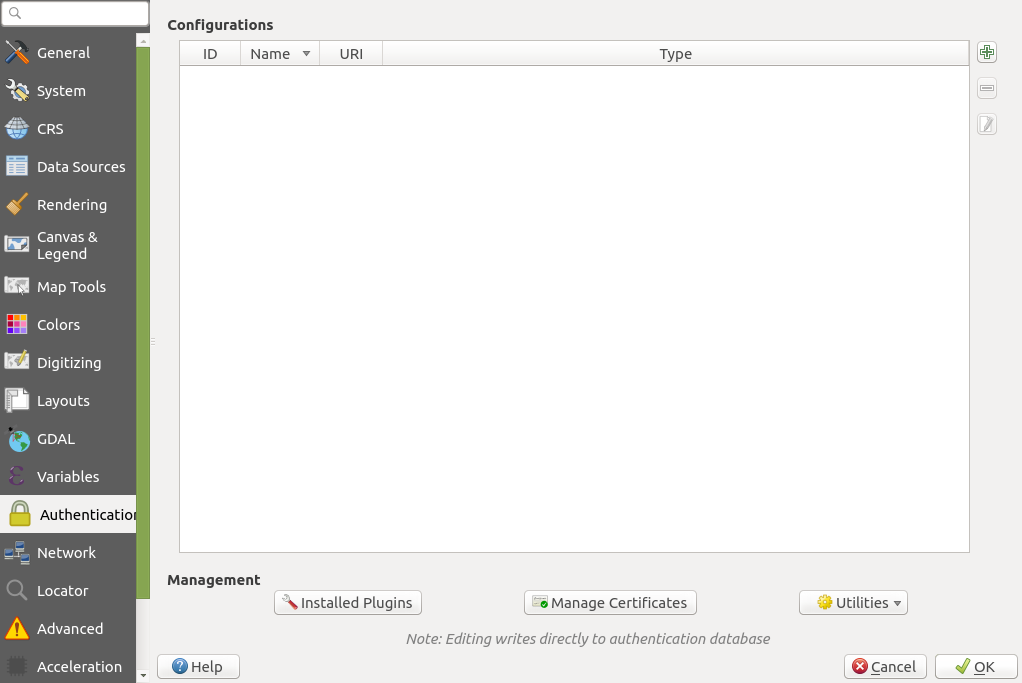 General
System
CRS
Data Sources
Rendering
Canvas &
Legend
Map Tools
Colors
Digitizing
Layouts
GDAL
Variables
Authentication
Network
Locator
Advanced
Acceleration
Configurations
ID Name URI Type
Management
Installed Plugins Manage Certificates Utilities
Note: Editing writes directly to authentication database
Help Cancel OK